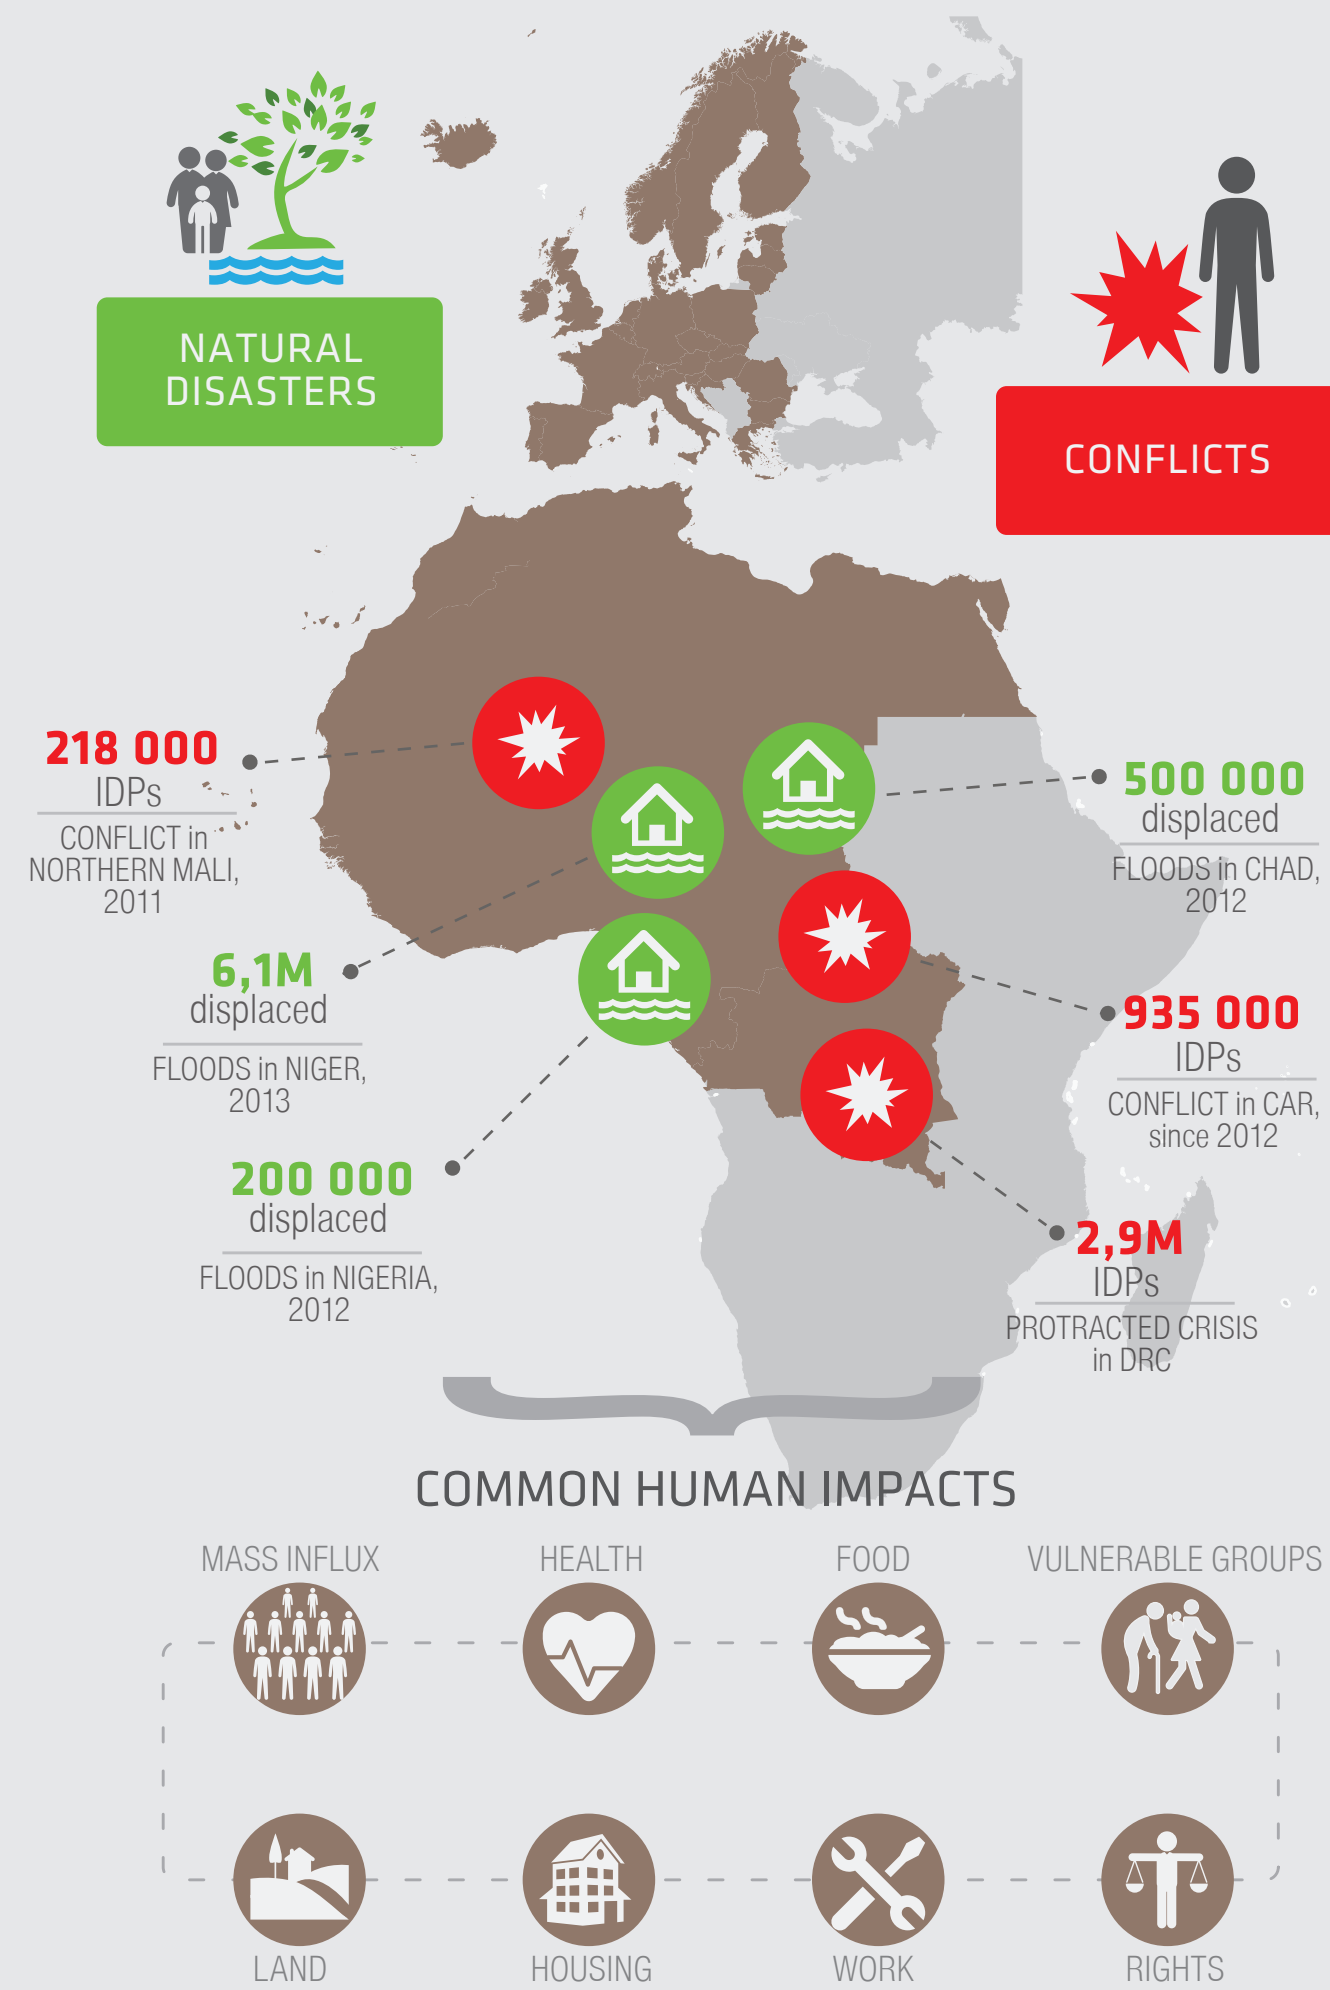 NATURAL
DISASTERS
CONFLICTS
218 000
IDPs
CONFLICT in
NORTHERN MALI,
2011
500 000
displaced
FLOODS in CHAD,
2012
6,1M
displaced
FLOODS in NIGER,
2013
935 000
IDPs
CONFLICT in CAR,
since 2012
200 000
displaced
FLOODS in NIGERIA,
2012
2,9M
IDPs
PROTRACTED CRISIS
in DRC
COMMON HUMAN IMPACTS
MASS INFLUX
HEALTH
FOOD
VULNERABLE GROUPS
LAND
HOUSING
WORK
RIGHTS